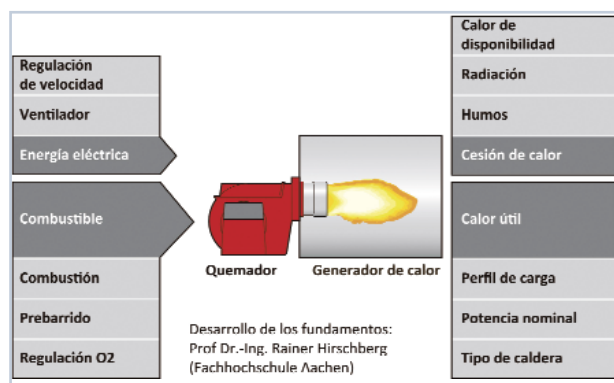 Regulación
de velocidad
Ventilador
Energía eléctrica
Combustible
Combustión
Prebarrido
Regulación O2
Quemador
Generador de calor
Desarrollo de los fundamentos:
Prof Dr.-Ing. Rainer Hirschberg
(Fachhochschule Aachen)
Calor de
disponibilidad
Radiación
Humos
Cesión de calor
Calor útil
Perfil de carga
Potencia nominal
Tipo de caldera